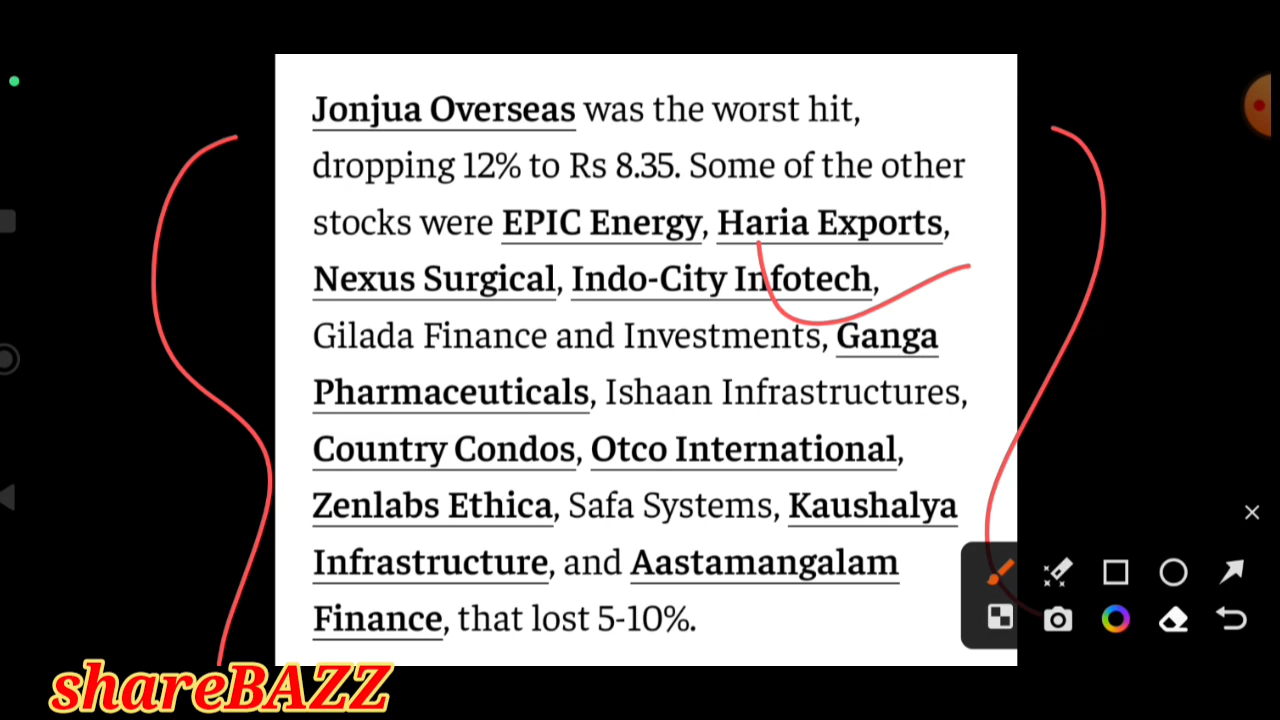 Jonjua Overseas was the worst hit,
dropping 12% to Rs 8.35. Some of the other
stocks were EPIC Energy, Haria Exports,
Nexus Surgical, Indo-City Infotech,
Gilada Finance and Investments, Ganga
Pharmaceuticals, Ishaan Infrastructures,
Country Condos, Otco International,
Zenlabs Ethica, Safa Systems, Kaushalya
Infrastructure, and Aastamangalam
Finance, that lost 5-10%.
shareBAZZ